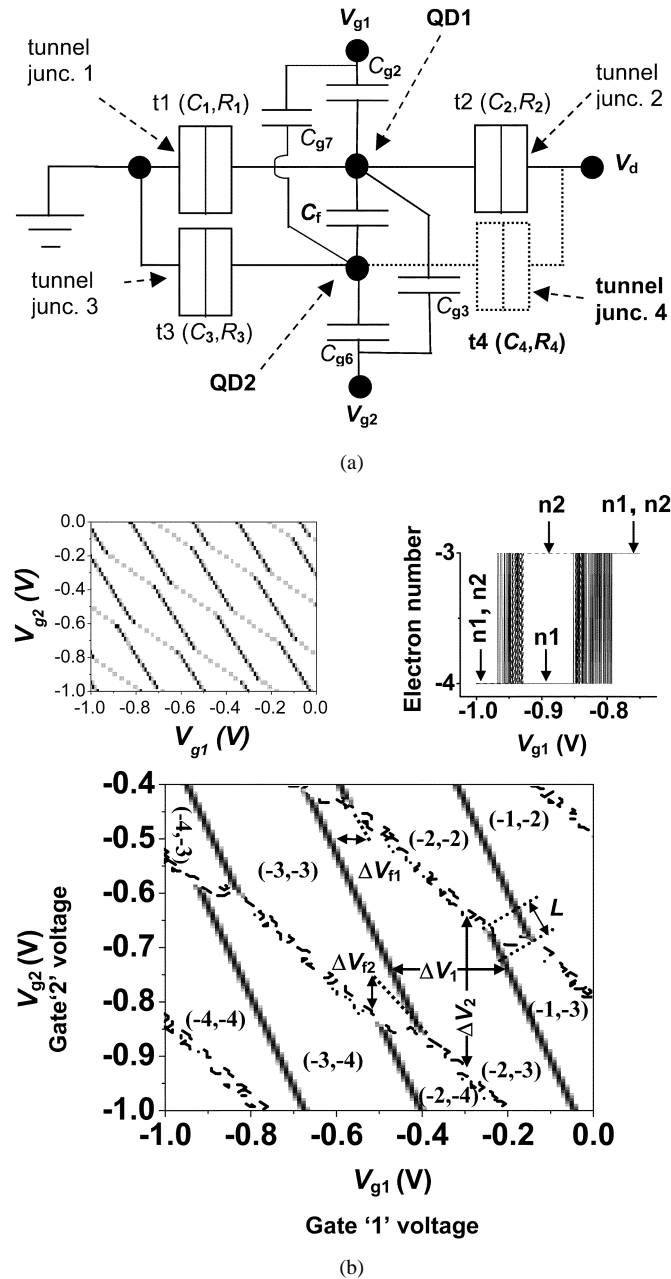 V_g1
QD1
tunnel
junc. 1
C_g2
tunnel
junc. 2
t1 (C_1,R_1)
t2 (C_2,R_2)
C_g7
V_d
C_f
tunnel
junc. 3
C_g3
tunnel
junc. 4
t3 (C_3,R_3)
C_g6
t4 (C_4,R_4)
QD2
V_g2
(a)
n2
n1, n2
0.0
-0.2
-0.4
-0.6
-0.8
-1.0
V_g2 (V)
-1.0 -0.8 -0.6 -0.4 -0.2 0.0
V_g1 (V)
Electron number
-3
-4
n1, n2
n1
-1.0 -0.9 -0.8
V_g1 (V)
-0.4
-0.5
-0.6
-0.7
-0.8
-0.9
-1.0
V_g2 (V)
Gate‘2’ voltage
(-4,-3)
(-3,-3)
(-2,-2)
(-1,-2)
ΔV_f1
L
ΔV_f2
ΔV_1
ΔV_2
(-1,-3)
(-4,-4)
(-3,-4)
(-2,-3)
(-2,-4)
-1.0 -0.8 -0.6 -0.4 -0.2 0.0
V_g1 (V)
Gate ‘1’ voltage
(b)